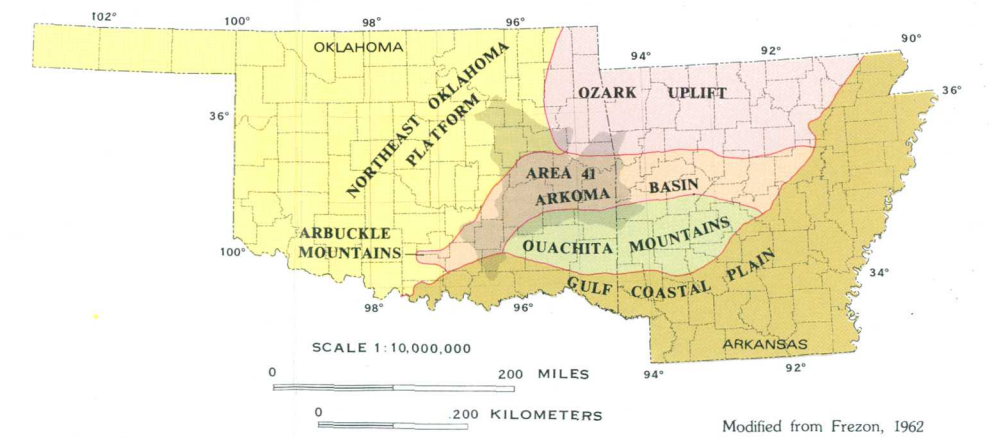 102°
100°
98°
96°
94°
92°
90°
OKLAHOMA
36°
36°
NORTHEAST OKLAHOMA
PLATFORM
OZARK UPLIFT
AREA 41
ARKOMA BASIN
ARBUCKLE
MOUNTAINS
OUACHITA MOUNTAINS
GULF COASTAL PLAIN
100°
34°
98°
96°
94°
92°
ARKANSAS
SCALE 1:10,000,000
0 200 MILES
0 200 KILOMETERS
Modified from Frezon, 1962